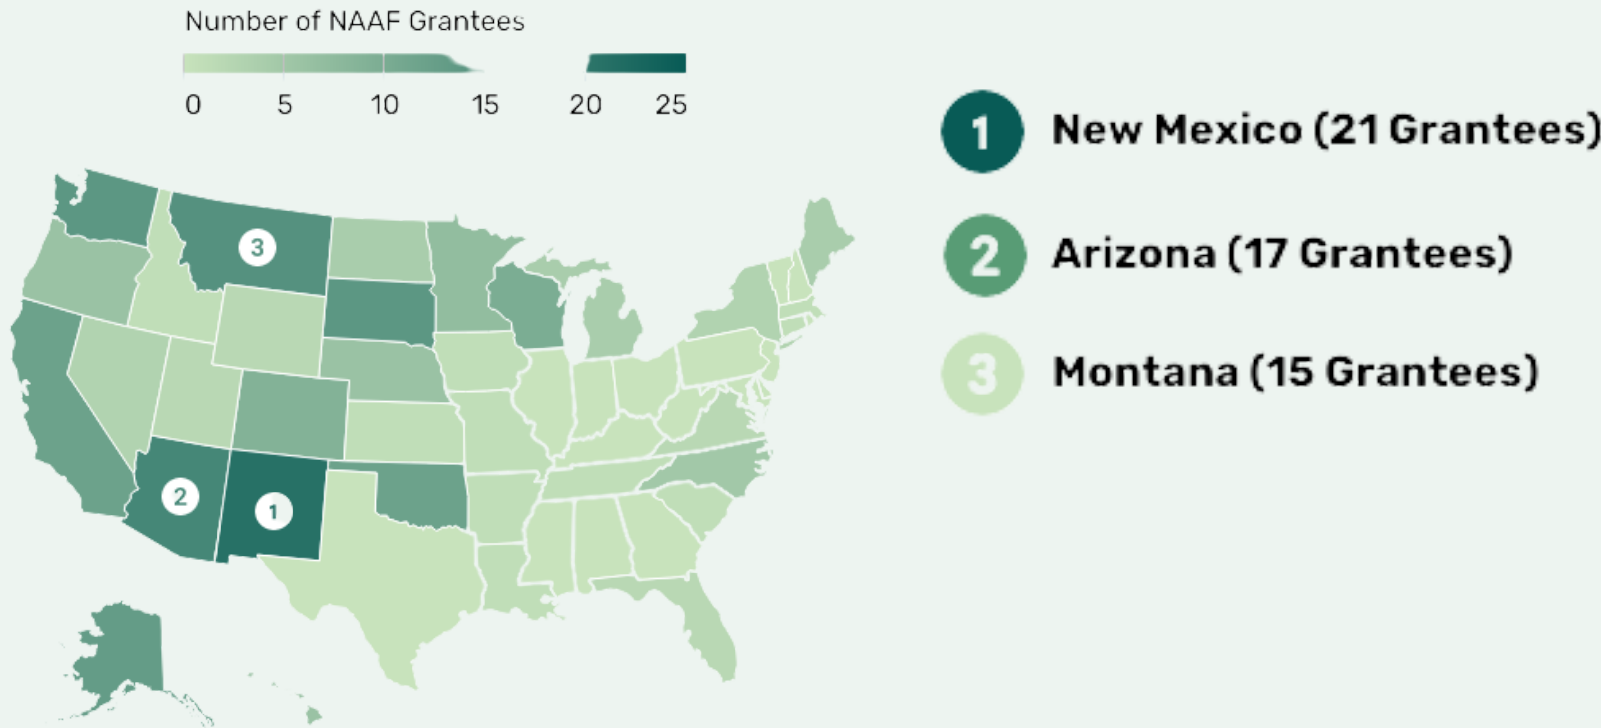 Number of NAAF Grantees
0 5 10 15 20 25
1 New Mexico (21 Grantees)
2 Arizona (17 Grantees)
3 Montana (15 Grantees)
3
2
1